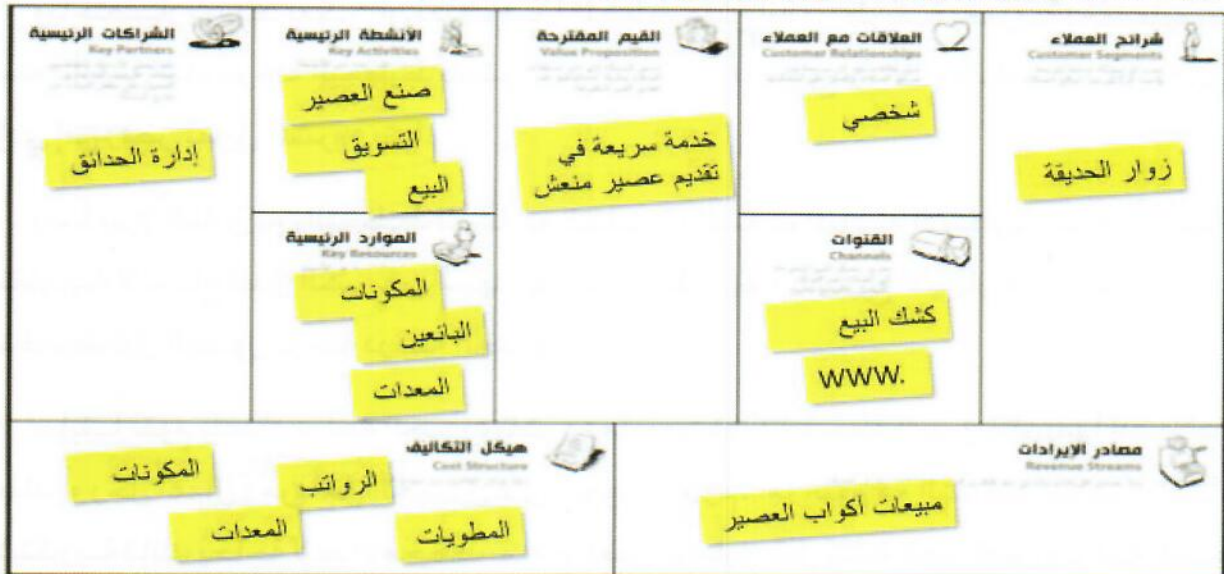 شرائح العملاء
Customer Segments
زوار الحديقة
العلاقات مع العملاء
Customer Relationships
شخصي
القنوات
Channels
كشك البيع
www.
القيم المقترحة
Value Proposition
خدمة سريعة في
تقديم عصير منعش
الأنشطة الرئيسية
Key Activities
صنع العصير
التسويق
البيع
الموارد الرئيسية
Key Resources
المكونات
البائعين
المعدات
الشراكات الرئيسية
Key Partners
إدارة الحدائق
مصادر الإيرادات
Revenue Streams
مبيعات أكواب العصير
هيكل التكاليف
Cost Structure
المكونات
الرواتب
المعدات
المطويات